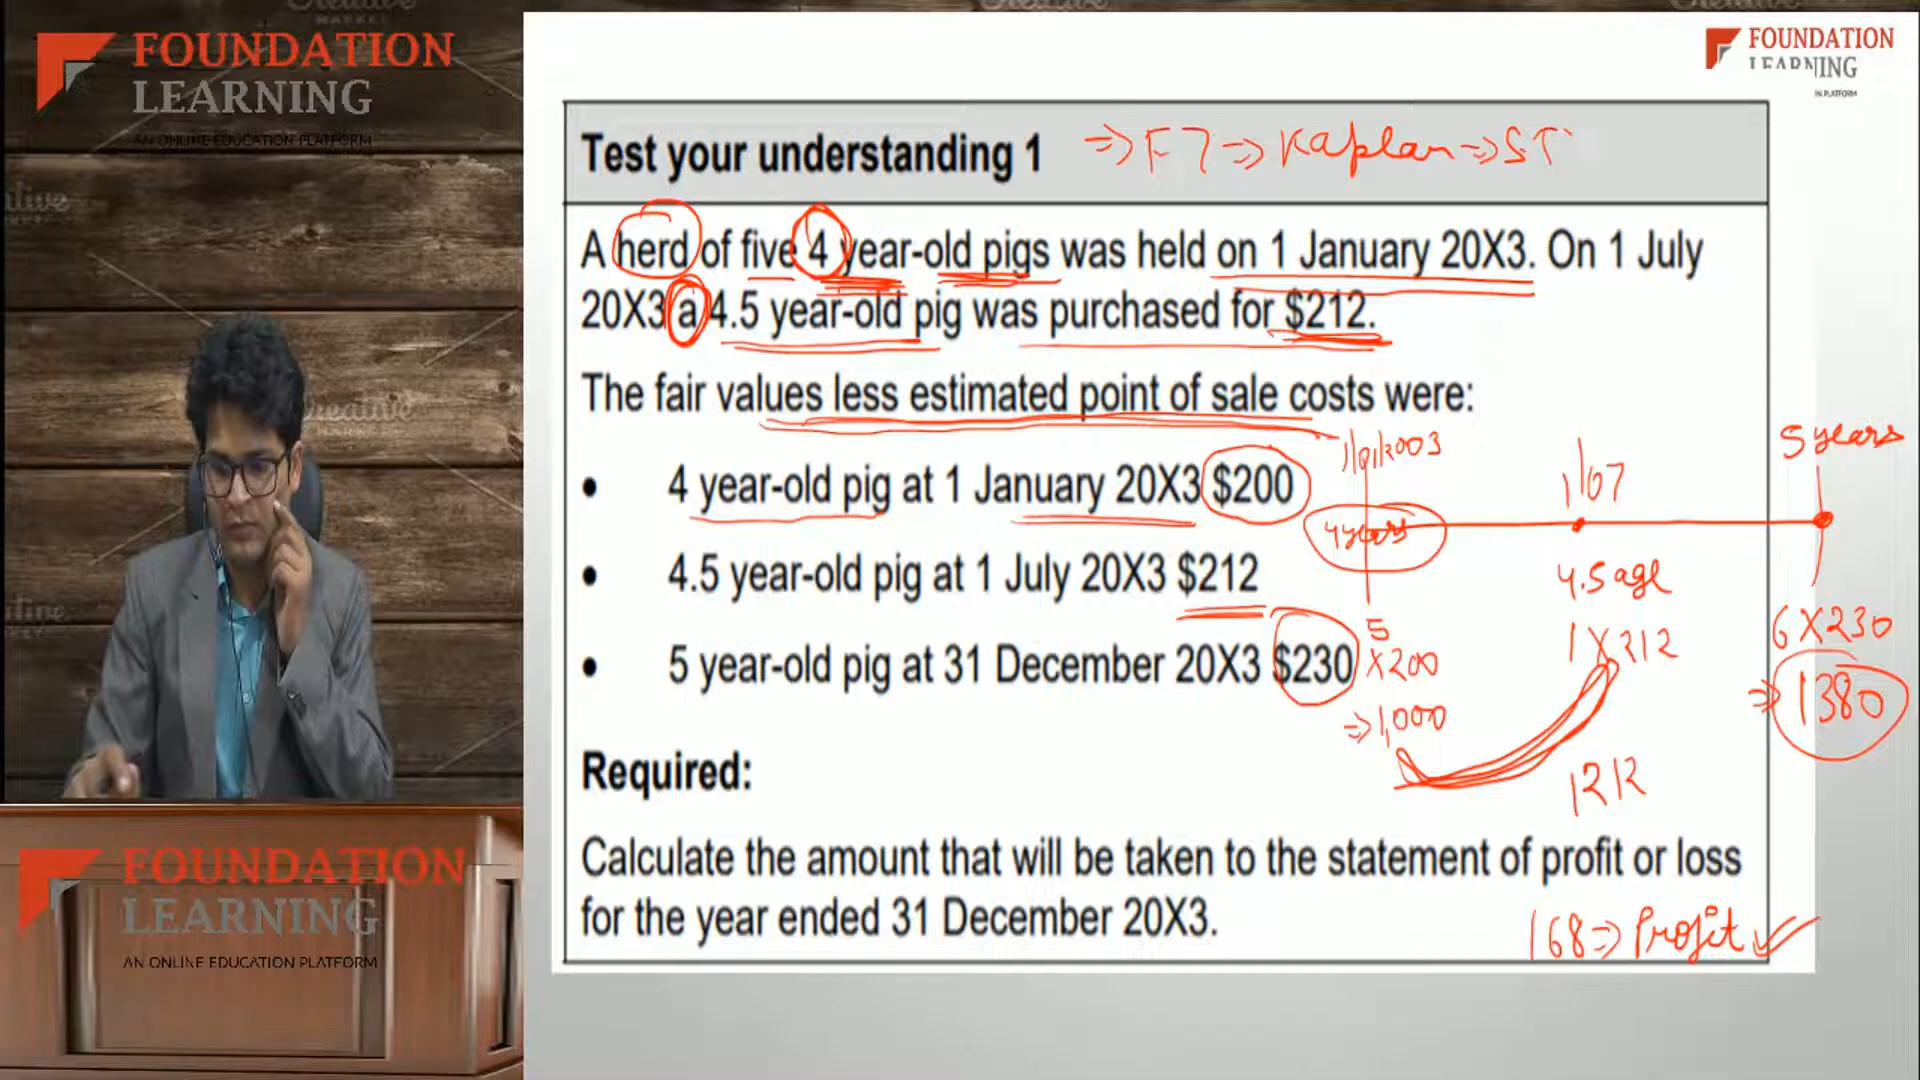 FOUNDATION
LEARNING
AN ONLINE EDUCATION PLATFORM
FOUNDATION
LEARNING
Test your understanding 1 ⇒ F7 ⇒ Kaplan ⇒ ST
A herd of five 4 year-old pigs was held on 1 January 20X3. On 1 July
20X3 a 4.5 year-old pig was purchased for $212.
The fair values less estimated point of sale costs were:
• 4 year-old pig at 1 January 20X3 $200
• 4.5 year-old pig at 1 July 20X3 $212
• 5 year-old pig at 31 December 20X3 $230
Required:
Calculate the amount that will be taken to the statement of profit or loss
for the year ended 31 December 20X3.
1/01/2003
4 years
5
X200
⇒ 1,000
1/07
4.5 age
1 X 212
1212
5 years
6 X 230
⇒ 1380
168 ⇒ Profit ✓
FOUNDATION
LEARNING
AN ONLINE EDUCATION PLATFORM